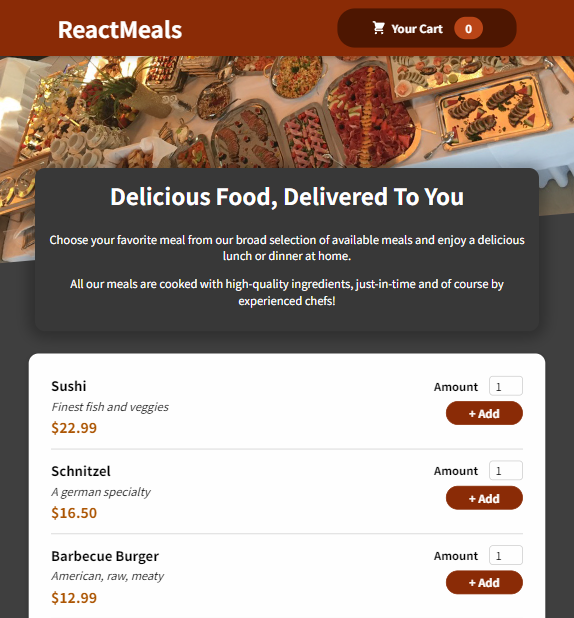 ReactMeals
Your Cart 0
Delicious Food, Delivered To You
Choose your favorite meal from our broad selection of available meals and enjoy a delicious
lunch or dinner at home.
All our meals are cooked with high-quality ingredients, just-in-time and of course by
experienced chefs!
Sushi
Finest fish and veggies
$22.99
Amount 1
+ Add
Schnitzel
A german specialty
$16.50
Amount 1
+ Add
Barbecue Burger
American, raw, meaty
$12.99
Amount 1
+ Add